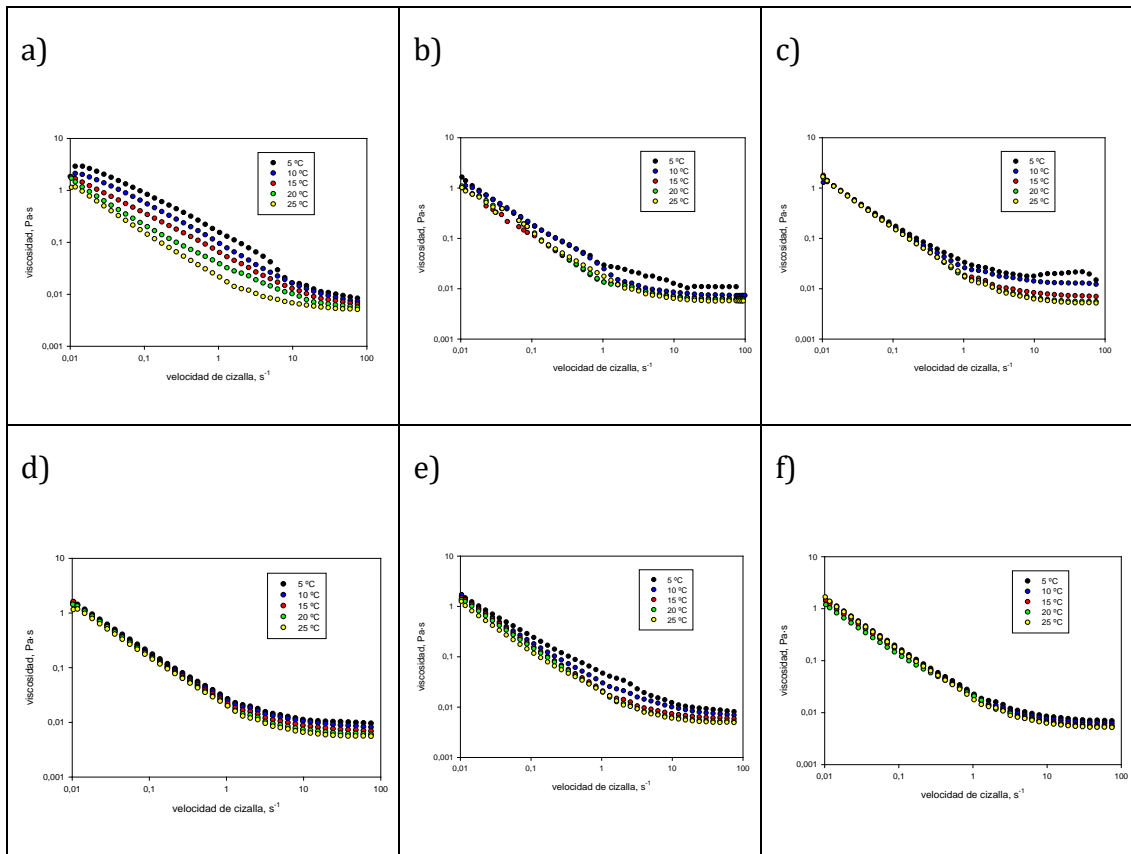 a)
10
5 ºC
10 ºC
15 ºC
20 ºC
25 ºC
1
viscosidad, Pa·s
0,1
0,01
0,001
0,01 0,1 1 10 100
velocidad de cizalla, s⁻¹
b)
10
5 ºC
10 ºC
15 ºC
20 ºC
25 ºC
1
viscosidad, Pa·s
0,1
0,01
0,001
0,01 0,1 1 10 100
velocidad de cizalla, s⁻¹
c)
10
5 ºC
10 ºC
15 ºC
20 ºC
25 ºC
1
viscosidad, Pa·s
0,1
0,01
0,001
0,01 0,1 1 10 100
velocidad de cizalla, s⁻¹
d)
10
5 ºC
10 ºC
15 ºC
20 ºC
25 ºC
1
viscosidad, Pa·s
0,1
0,01
0,001
0,01 0,1 1 10 100
velocidad de cizalla, s⁻¹
e)
10
5 ºC
10 ºC
15 ºC
20 ºC
25 ºC
1
viscosidad, Pa·s
0,1
0,01
0,001
0,01 0,1 1 10 100
velocidad de cizalla, s⁻¹
f)
10
5 ºC
10 ºC
15 ºC
20 ºC
25 ºC
1
viscosidad, Pa·s
0,1
0,01
0,001
0,01 0,1 1 10 100
velocidad de cizalla, s⁻¹